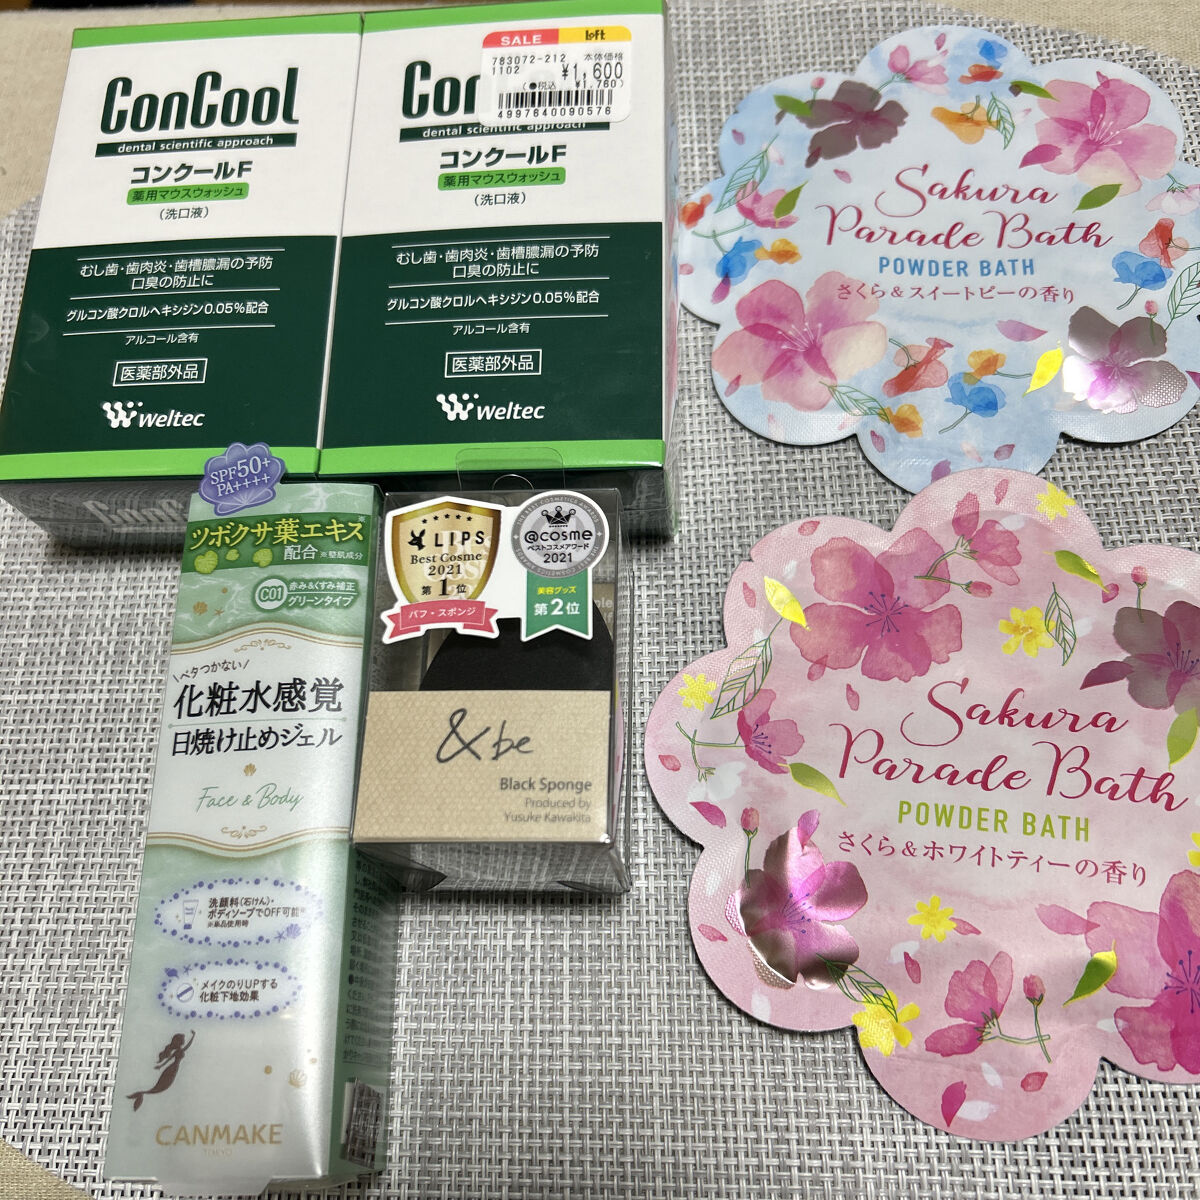 ConCool
dental scientific approach
コンクールF
薬用マウスウォッシュ
(洗口液)
むし歯・歯肉炎・歯槽膿漏の予防
口臭の防止に
グルコン酸クロルヘキシジン0.05%配合
アルコール含有
医薬部外品
weltec
SALE
Loft
783072-212
本体価格
1102
¥1,600
(●税込 ¥1,760)
4997640090576
dental scientific approach
コンクールF
薬用マウスウォッシュ
(洗口液)
むし歯・歯肉炎・歯槽膿漏の予防
口臭の防止に
グルコン酸クロルヘキシジン0.05%配合
アルコール含有
医薬部外品
weltec
Sakura
Parade Bath
POWDER BATH
さくら&スイートピーの香り
Sakura
Parade Bath
POWDER BATH
さくら&ホワイトティーの香り
SPF50+
PA++++
ツボクサ葉エキス
配合 ※整肌成分
C01
赤み&くすみ補正
グリーンタイプ
\ベタつかない/
化粧水感覚
日焼け止めジェル
Face & Body
洗顔料(石けん)・
ボディソープでOFF可能
※単品使用時
メイクのりUPする
化粧下地効果
CANMAKE
TOKYO
LIPS
Best Cosme
2021
第1位
パフ・スポンジ
@cosme
ベストコスメアワード
2021
美容グッズ
第2位
&be
Black Sponge
Produced by
Yusuke Kawakita